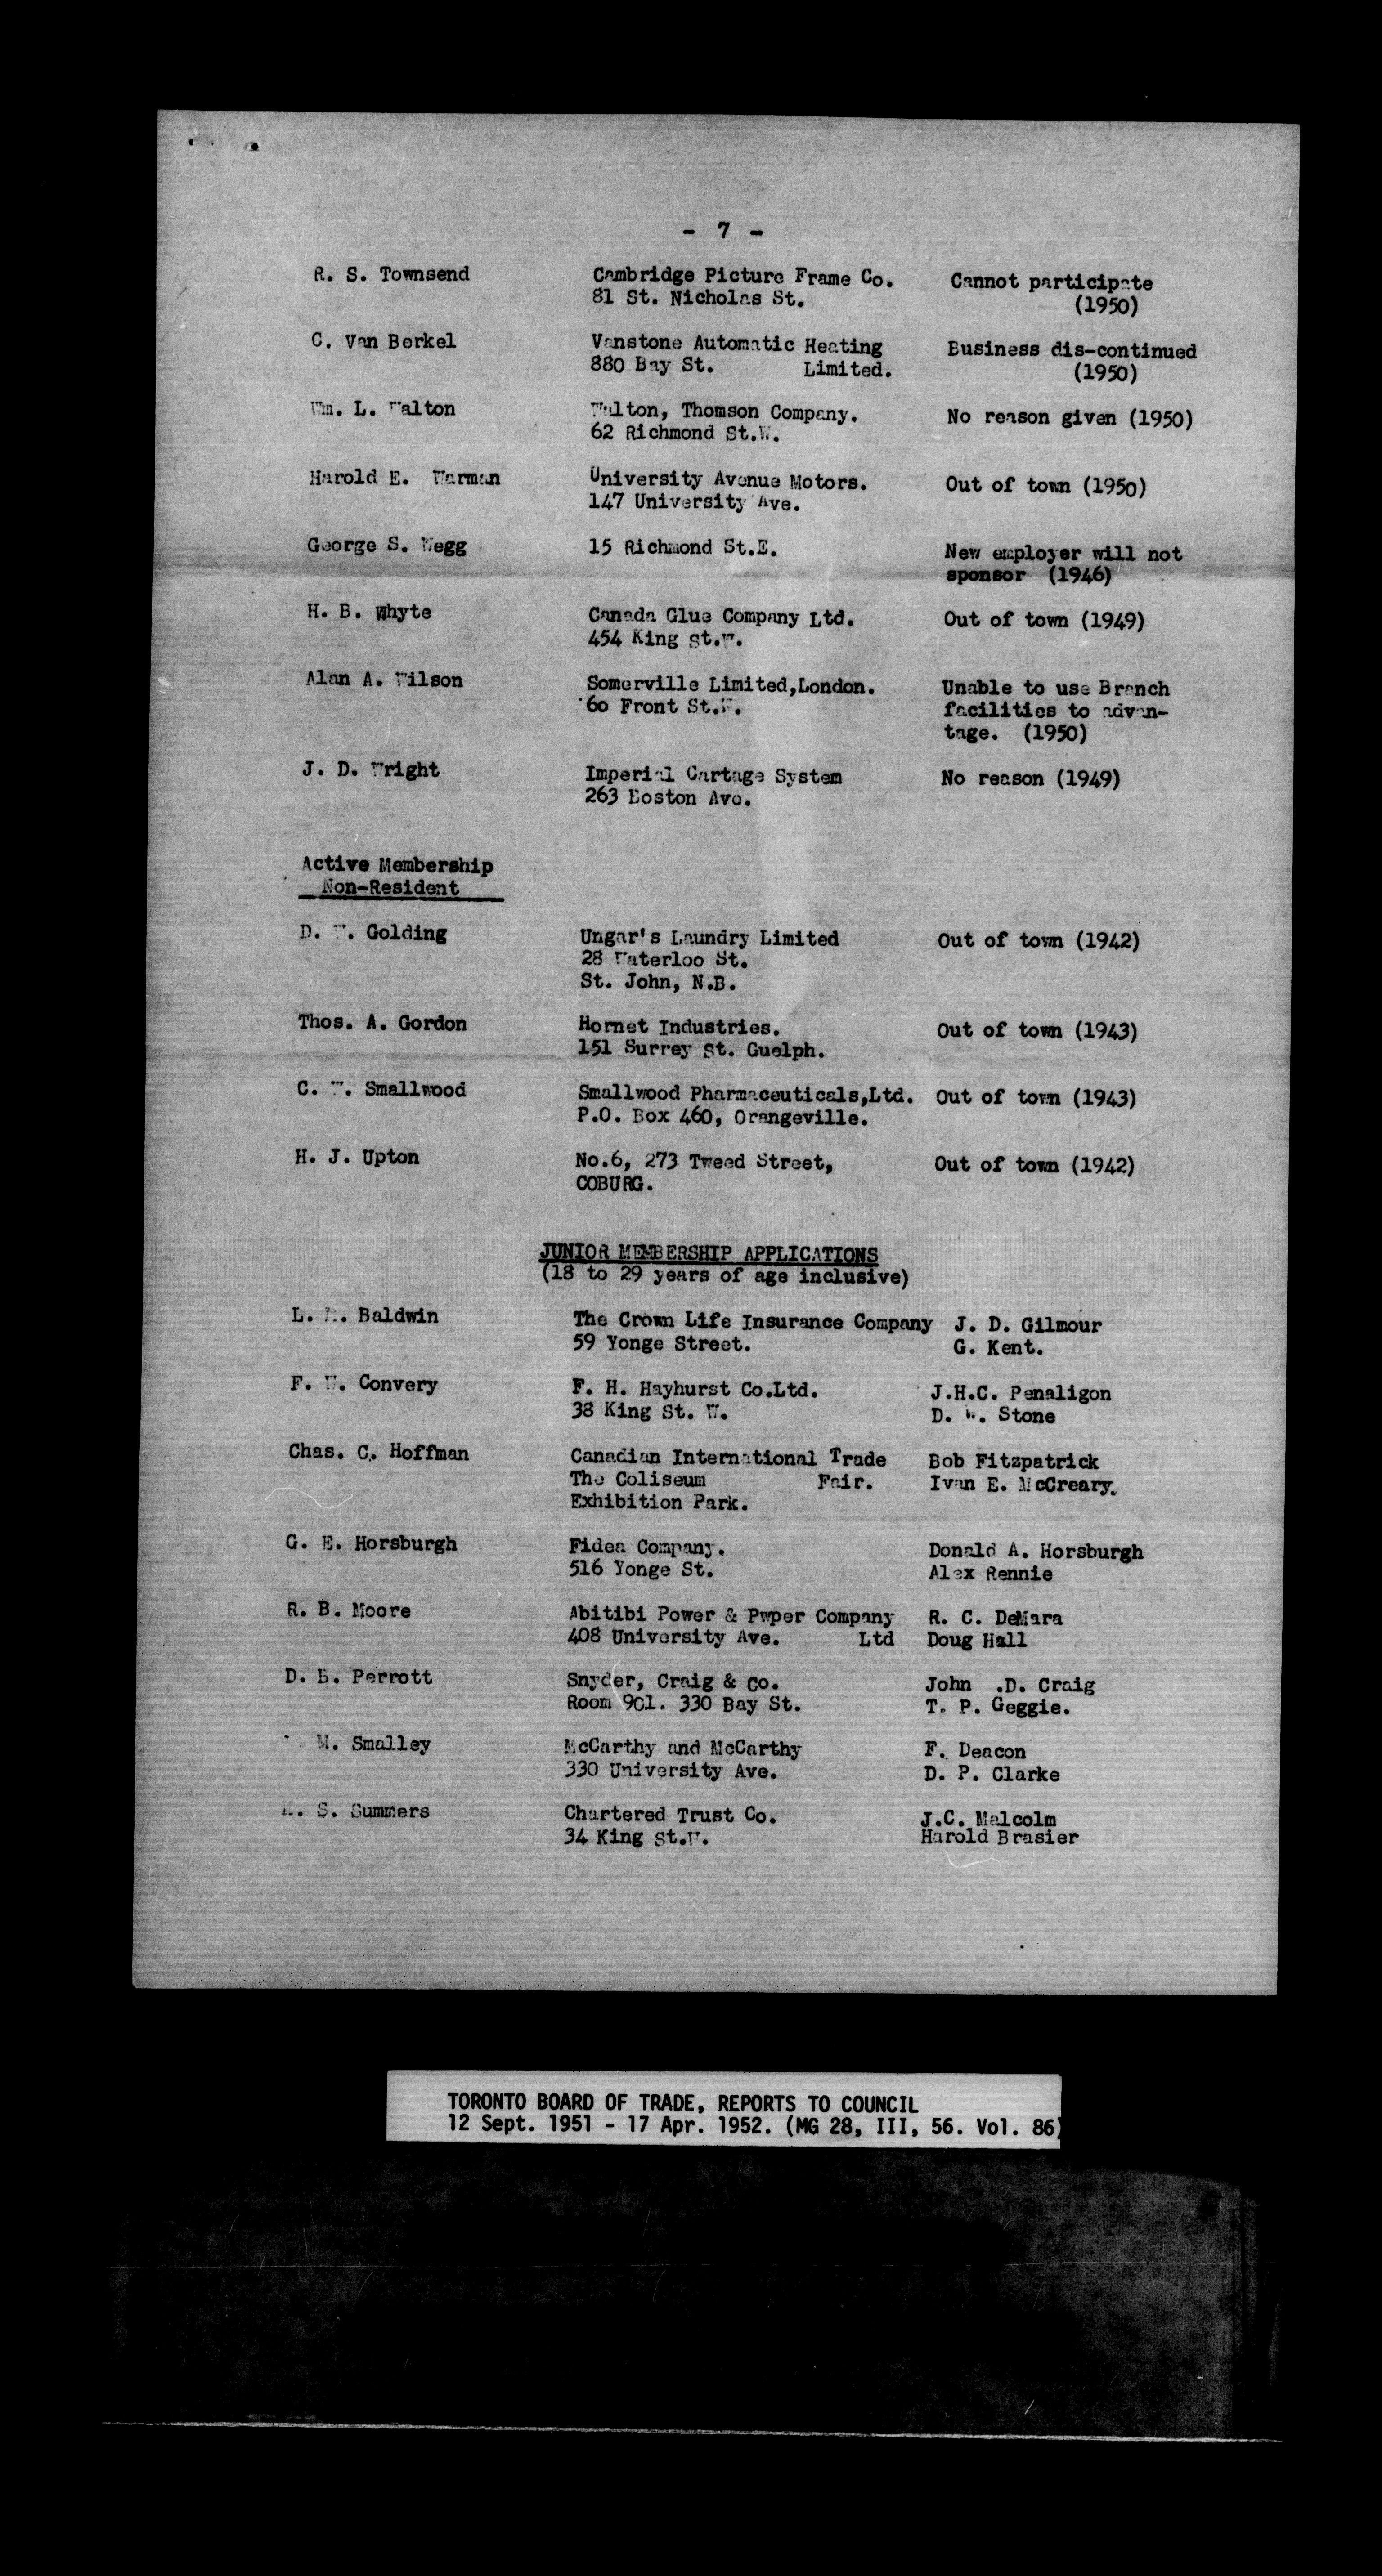 - 7 -
R. S. Townsend Cambridge Picture Frame Co. Cannot participate
81 St. Nicholas St. (1950)
C. Van Berkel Vanstone Automatic Heating Business dis-continued
880 Bay St. Limited. (1950)
Wm. L. Walton Walton, Thomson Company. No reason given (1950)
62 Richmond St.W.
Harold E. Warman University Avenue Motors. Out of town (1950)
147 University Ave.
George S. Wegg 15 Richmond St.E. New employer will not
sponsor (1946)
H. B. Whyte Canada Glue Company Ltd. Out of town (1949)
454 King St.W.
Alan A. Wilson Somerville Limited,London. Unable to use Branch
60 Front St.W. facilities to advan-
tage. (1950)
J. D. Wright Imperial Cartage System No reason (1949)
263 Boston Ave.
Active Membership
Non-Resident
D. W. Golding Ungar's Laundry Limited Out of town (1942)
28 Waterloo St.
St. John, N.B.
Thos. A. Gordon Hornet Industries. Out of town (1943)
151 Surrey St. Guelph.
C. W. Smallwood Smallwood Pharmaceuticals,Ltd. Out of town (1943)
P.O. Box 460, Orangeville.
H. J. Upton No.6, 273 Tweed Street, Out of town (1942)
COBURG.
JUNIOR MEMBERSHIP APPLICATIONS
(18 to 29 years of age inclusive)
L. Baldwin The Crown Life Insurance Company J. D. Gilmour
59 Yonge Street. G. Kent.
F. W. Convery F. H. Hayhurst Co.Ltd. J.H.C. Penaligon
38 King St. W. D. W. Stone
Chas. C. Hoffman Canadian International Trade Bob Fitzpatrick
The Coliseum Fair. Ivan E. McCreary.
Exhibition Park.
G. E. Horsburgh Fidea Company. Donald A. Horsburgh
516 Yonge St. Alex Rennie
R. B. Moore Abitibi Power & Pwper Company R. C. DeMara
408 University Ave. Ltd Doug Hall
D. B. Perrott Snyder, Craig & Co. John .D. Craig
Room 901. 330 Bay St. T. P. Geggie.
M. Smalley McCarthy and McCarthy F. Deacon
330 University Ave. D. P. Clarke
S. Summers Chartered Trust Co. J.C. Malcolm
34 King St.W. Harold Brasier
TORONTO BOARD OF TRADE, REPORTS TO COUNCIL
12 Sept. 1951 - 17 Apr. 1952. (MG 28, III, 56. Vol. 86)